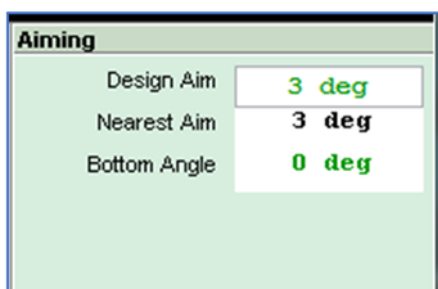 Aiming
Design Aim 3 deg
Nearest Aim 3 deg
Bottom Angle 0 deg